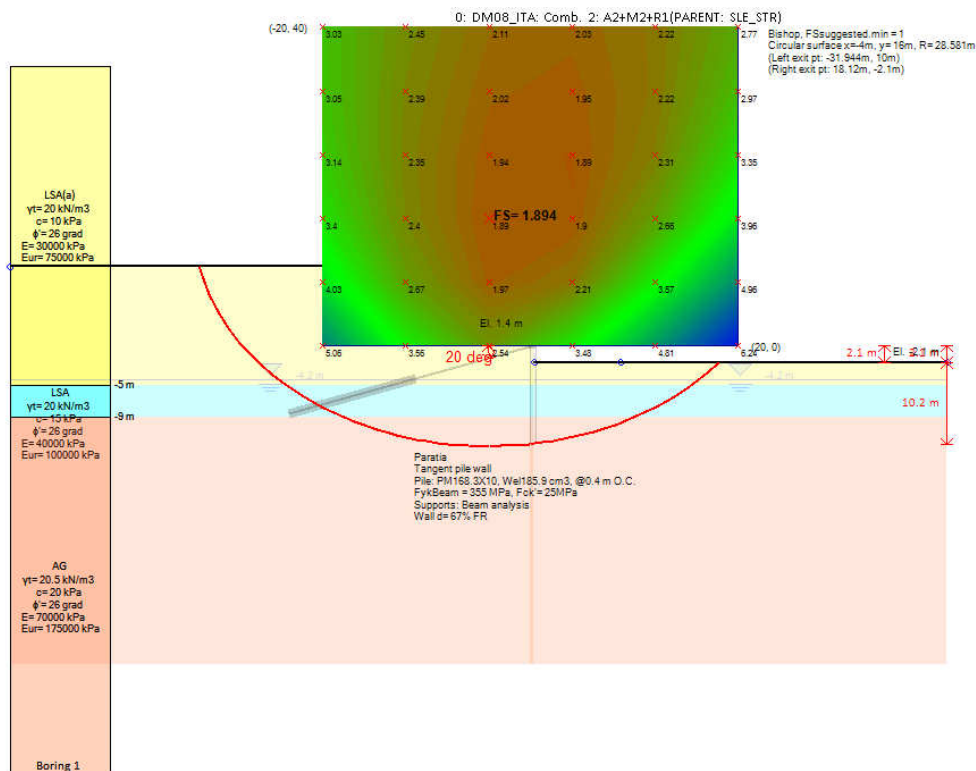 0: DM08_ITA: Comb. 2: A2+M2+R1(PARENT: SLE_STR)
(-20, 40)
Bishop, FSsuggested.min = 1
Circular surface x=-4m, y= 16m, R= 28.581m
(Left exit pt: -31.944m, 10m)
(Right exit pt: 18.12m, -2.1m)
3.03 2.45 2.11 2.03 2.22 2.77
3.05 2.39 2.02 1.95 2.22 2.97
3.14 2.35 1.94 1.89 2.31 3.35
FS= 1.894
3.4 2.4 1.89 1.9 2.65 3.96
4.03 2.67 1.97 2.21 3.57 4.96
El. 1.4 m
5.06 3.55 2.54 3.43 4.81 6.24
(20, 0)
20 deg
2.1 m
-4.2 m
-4.2 m
10.2 m
LSA(a)
γt= 20 kN/m3
c= 10 kPa
ϕ'= 26 grad
E= 30000 kPa
Eur= 75000 kPa
-5 m
LSA
γt= 20 kN/m3
c= 15 kPa
ϕ'= 26 grad
E= 40000 kPa
Eur= 100000 kPa
-9 m
Paratia
Tangent pile wall
Pile: PM168.3X10, Wel185.9 cm3, @0.4 m O.C.
FykBeam = 355 MPa, Fck'= 25MPa
Supports: Beam analysis
Wall d= 67% FR
AG
γt= 20.5 kN/m3
c= 20 kPa
ϕ'= 26 grad
E= 70000 kPa
Eur= 175000 kPa
Boring 1